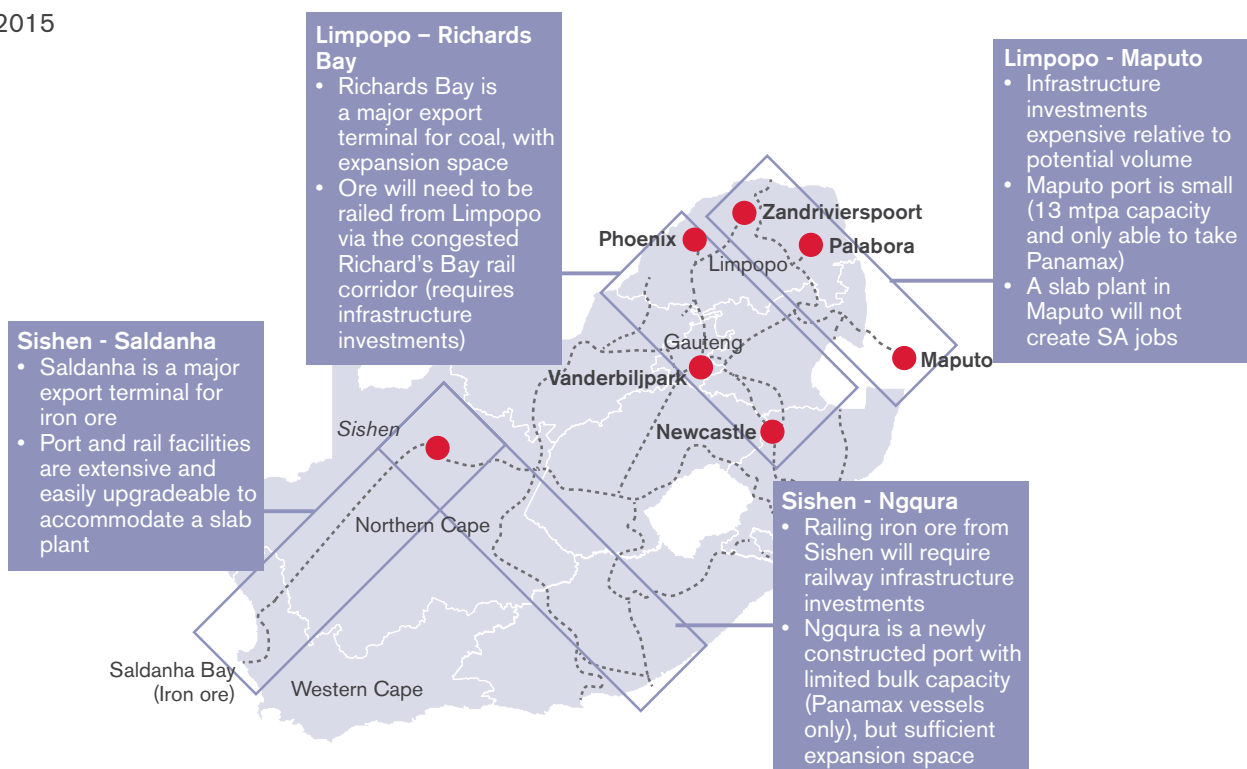 2015
Limpopo – Richards
Bay
• Richards Bay is
a major export
terminal for coal, with
expansion space
• Ore will need to be
railed from Limpopo
via the congested
Richard's Bay rail
corridor (requires
infrastructure
investments)
Limpopo - Maputo
• Infrastructure
investments
expensive relative to
potential volume
• Maputo port is small
(13 mtpa capacity
and only able to take
Panamax)
• A slab plant in
Maputo will not
create SA jobs
Zandrivierspoort
Phoenix
Palabora
Limpopo
Gauteng
Vanderbiljpark
Maputo
Newcastle
Sishen - Saldanha
• Saldanha is a major
export terminal for
iron ore
• Port and rail facilities
are extensive and
easily upgradeable to
accommodate a slab
plant
Sishen
Northern Cape
Saldanha Bay
(Iron ore)
Western Cape
Sishen - Ngqura
• Railing iron ore from
Sishen will require
railway infrastructure
investments
• Ngqura is a newly
constructed port with
limited bulk capacity
(Panamax vessels
only), but sufficient
expansion space